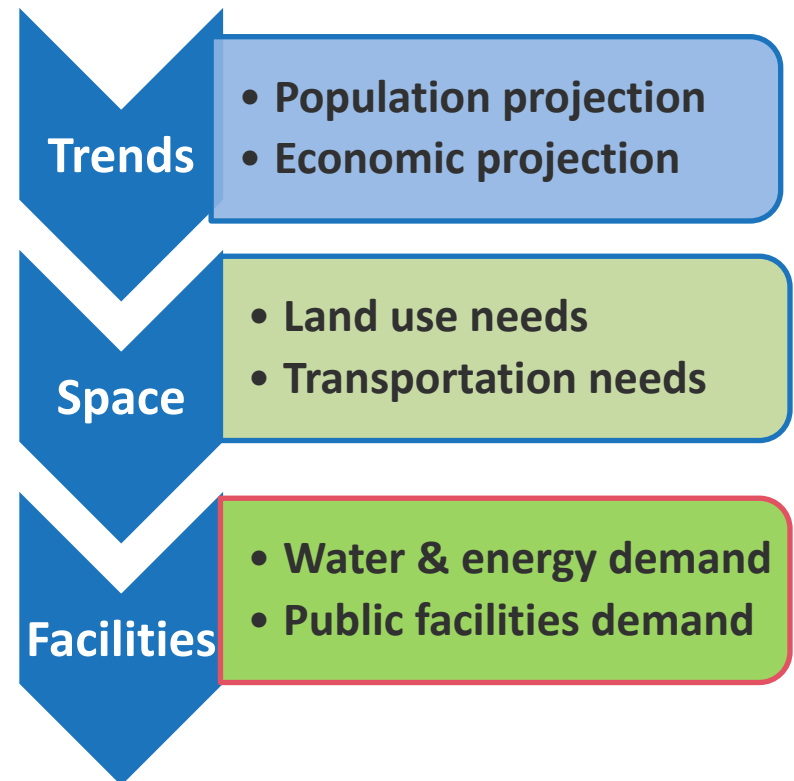 Trends
• Population projection
• Economic projection
Space
• Land use needs
• Transportation needs
Facilities
• Water & energy demand
• Public facilities demand